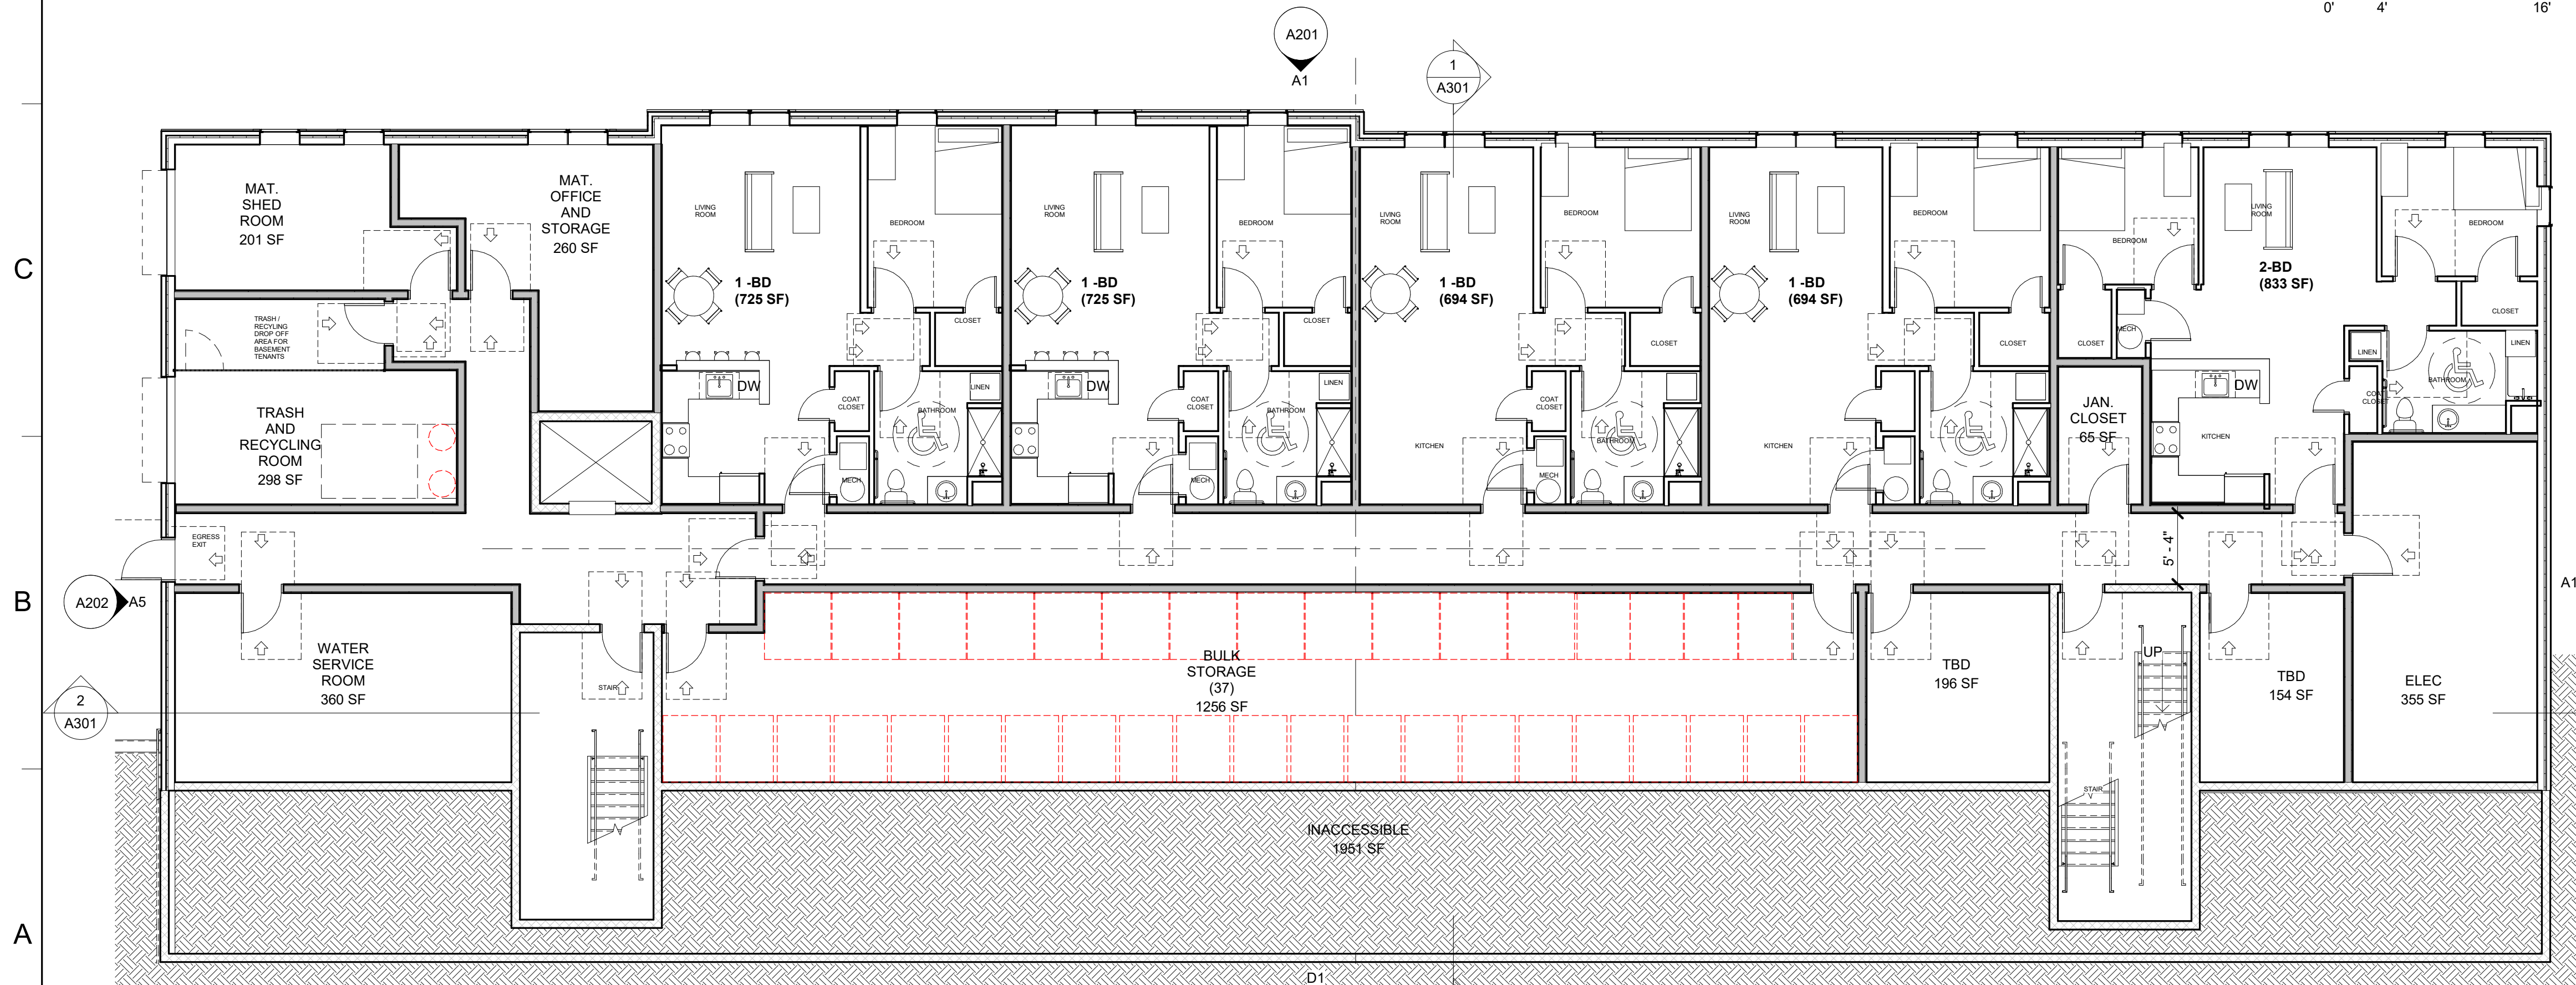 0' 4' 16'
A201
A1
1
A301
C
MAT.
SHED
ROOM
201 SF
MAT.
OFFICE
AND
STORAGE
260 SF
LIVING
ROOM
BEDROOM
1 -BD
(725 SF)
CLOSET
DW
COAT
CLOSET
LINEN
BATHROOM
MECH
LIVING
ROOM
BEDROOM
1 -BD
(725 SF)
CLOSET
DW
COAT
CLOSET
LINEN
BATHROOM
MECH
LIVING
ROOM
BEDROOM
1 -BD
(694 SF)
CLOSET
COAT
CLOSET
KITCHEN
BATHROOM
MECH
LIVING
ROOM
BEDROOM
1 -BD
(694 SF)
CLOSET
KITCHEN
BEDROOM
LIVING
ROOM
BEDROOM
2-BD
(833 SF)
MECH
CLOSET
CLOSET
LINEN
LINEN
BATHROOM
COAT
CLOSET
DW
KITCHEN
JAN.
CLOSET
65 SF
TRASH /
RECYLING
DROP OFF
AREA FOR
BASEMENT
TENANTS
TRASH
AND
RECYCLING
ROOM
298 SF
EGRESS
EXIT
5' - 4"
B
A202
A5
A1
WATER
SERVICE
ROOM
360 SF
STAIR
BULK
STORAGE
(37)
1256 SF
TBD
196 SF
UP
STAIR
TBD
154 SF
ELEC
355 SF
2
A301
INACCESSIBLE
1951 SF
A
D1